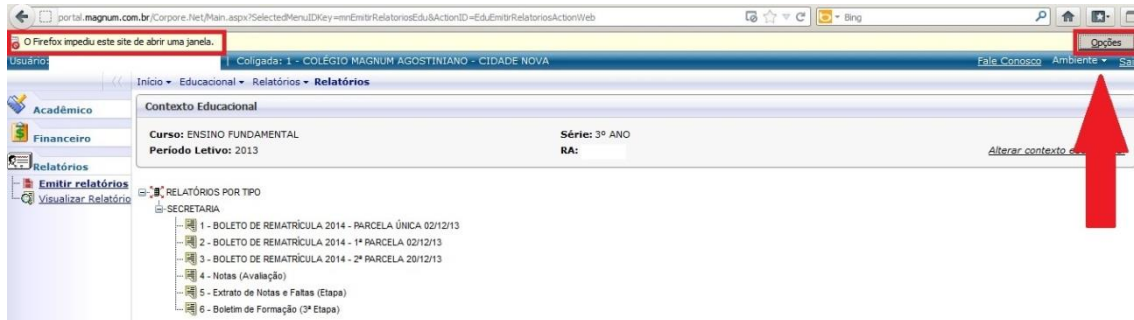 portal.magnum.com.br/Corpore.Net/Main.aspx?SelectedMenuIDKey=mnEmitirRelatoriosEdu&ActionID=EduEmitirRelatoriosActionWeb
Bing
O Firefox impediu este site de abrir uma janela.
Opções
Usuário:
| Coligada: 1 - COLÉGIO MAGNUM AGOSTINIANO - CIDADE NOVA
Fale Conosco Ambiente
Início Educacional Relatórios Relatórios
Acadêmico
Financeiro
Relatórios
Emitir relatórios
Visualizar Relatório
Contexto Educacional
Curso: ENSINO FUNDAMENTAL
Série: 3º ANO
Período Letivo: 2013
RA:
Alterar contexto
RELATÓRIOS POR TIPO
SECRETARIA
1 - BOLETO DE REMATRÍCULA 2014 - PARCELA ÚNICA 02/12/13
2 - BOLETO DE REMATRÍCULA 2014 - 1ª PARCELA 02/12/13
3 - BOLETO DE REMATRÍCULA 2014 - 2ª PARCELA 20/12/13
4 - Notas (Avaliação)
5 - Extrato de Notas e Faltas (Etapa)
6 - Boletim de Formação (3ª Etapa)